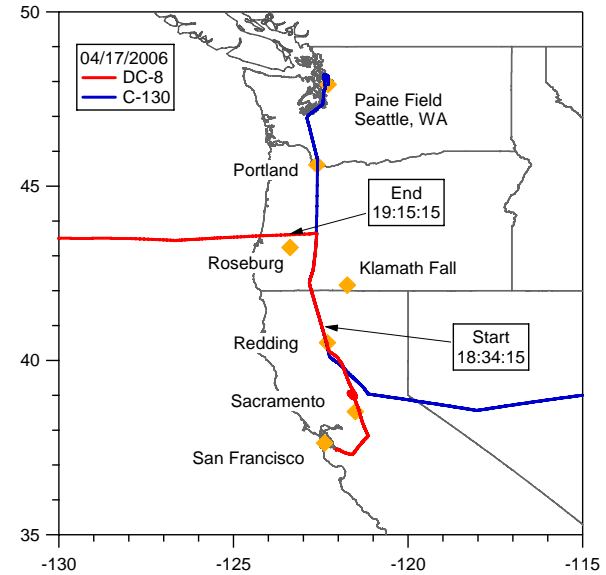 50
04/17/2006
DC-8
C-130
Paine Field
Seattle, WA
Portland
45
End
19:15:15
Roseburg
Klamath Fall
Redding
Start
18:34:15
40
Sacramento
San Francisco
35
-130
-125
-120
-115